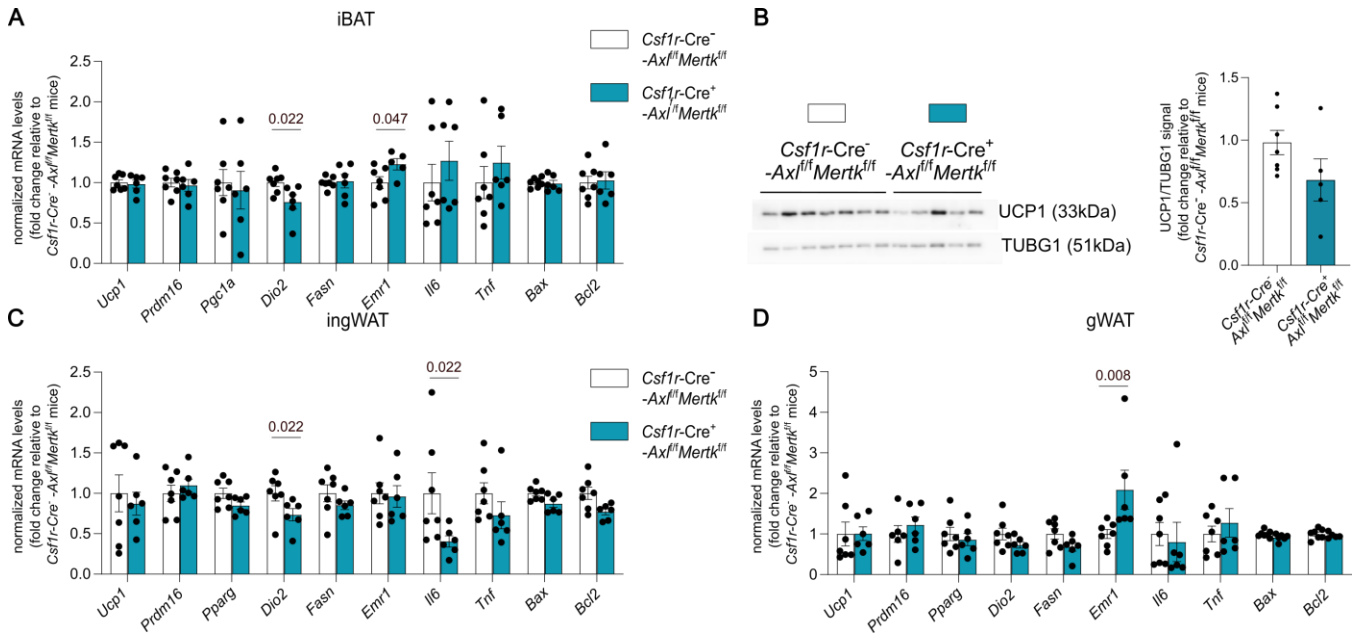 A
iBAT
normalized mRNA levels
(fold change relative to
Csf1r-Cre⁻ -Axl^f/f Mertk^f/f mice)
2.5
2.0
1.5
1.0
0.5
0.0
0.022
0.047
Ucp1
Prdm16
Pgc1a
Dio2
Fasn
Emr1
Il6
Tnf
Bax
Bcl2
Csf1r-Cre⁻
-Axl^f/f Mertk^f/f
Csf1r-Cre⁺
-Axl^f/f Mertk^f/f
B
Csf1r-Cre⁻
-Axl^f/f Mertk^f/f
Csf1r-Cre⁺
-Axl^f/f Mertk^f/f
UCP1 (33kDa)
TUBG1 (51kDa)
UCP1/TUBG1 signal
(fold change relative to
Csf1r-Cre⁻ -Axl^f/f Mertk^f/f mice)
1.5
1.0
0.5
0.0
Csf1r-Cre⁻
Axl^f/f Mertk^f/f
Csf1r-Cre⁺
Axl^f/f Mertk^f/f
C
ingWAT
normalized mRNA levels
(fold change relative to
Csf1r-Cre⁻ -Axl^f/f Mertk^f/f mice)
2.5
2.0
1.5
1.0
0.5
0.0
0.022
0.022
Ucp1
Prdm16
Pparg
Dio2
Fasn
Emr1
Il6
Tnf
Bax
Bcl2
Csf1r-Cre⁻
-Axl^f/f Mertk^f/f
Csf1r-Cre⁺
-Axl^f/f Mertk^f/f
D
gWAT
normalized mRNA levels
(fold change relative to
Csf1r-Cre⁻ -Axl^f/f Mertk^f/f mice)
5
4
3
2
1
0
0.008
Ucp1
Prdm16
Pparg
Dio2
Fasn
Emr1
Il6
Tnf
Bax
Bcl2